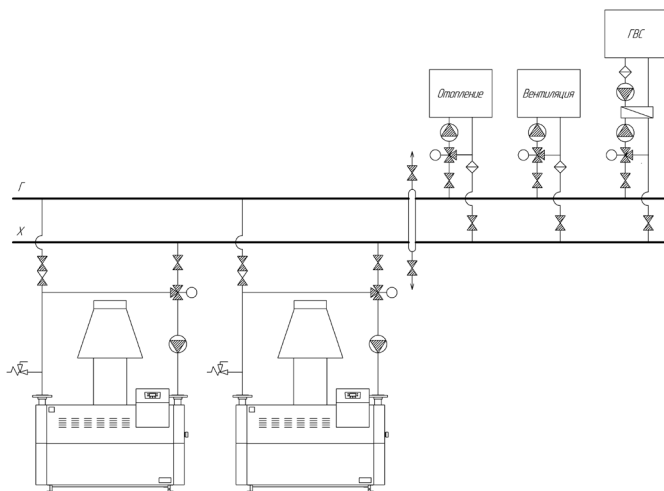 ГВС
Отопление
Вентиляция
Г
Х